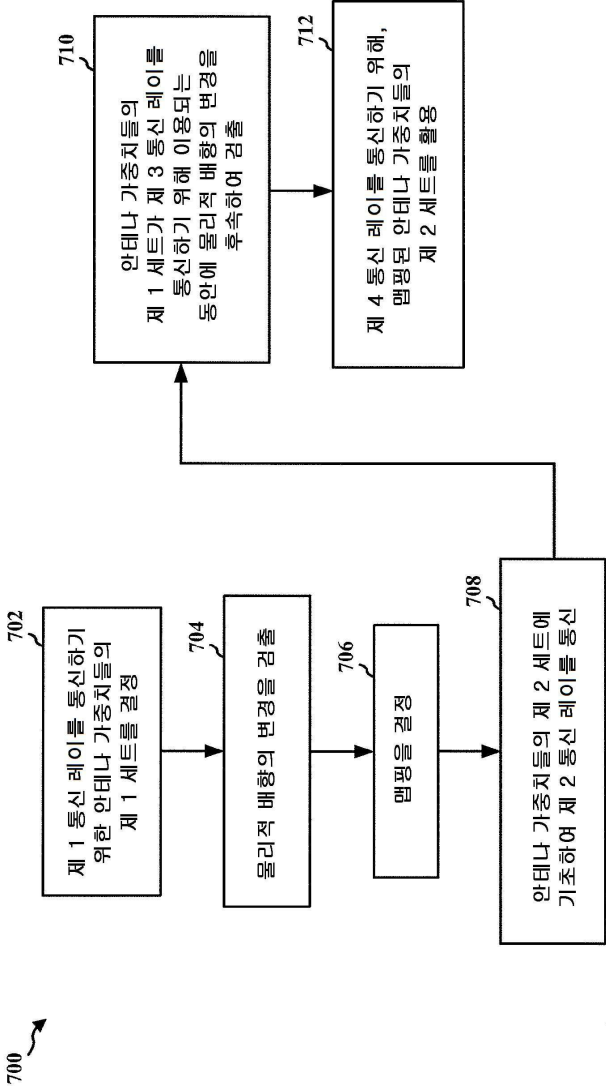 700
702
제 1 통신 레이를 통신하기
위한 안테나 가중치들의
제 1 세트를 결정
704
물리적 배향의 변경을 검출
706
맵핑을 결정
708
안테나 가중치들의 제 2 세트에
기초하여 제 2 통신 레이를 통신
710
안테나 가중치들의
제 1 세트가 제 3 통신 레이를
통신하기 위해 이용되는
동안에 물리적 배향의 변경을
후속하여 검출
712
제 4 통신 레이를 통신하기 위해,
맵핑된 안테나 가중치들의
제 2 세트를 활용